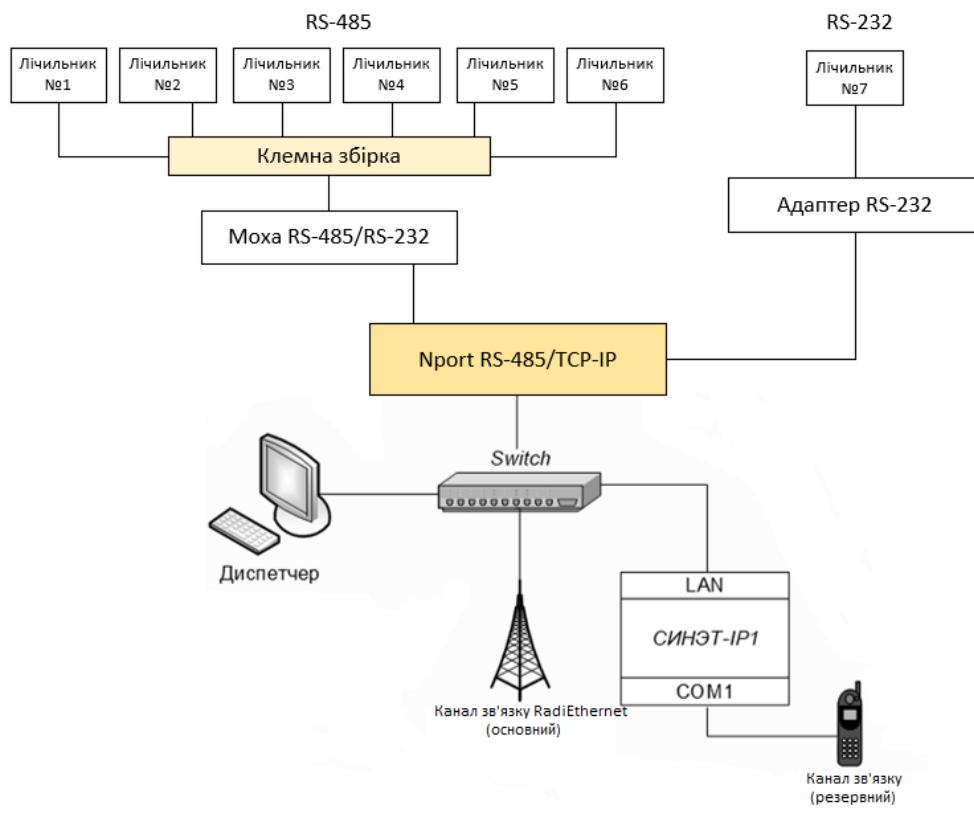 RS-485
RS-232
Лічильник
№1
Лічильник
№2
Лічильник
№3
Лічильник
№4
Лічильник
№5
Лічильник
№6
Лічильник
№7
Клемна збірка
Адаптер RS-232
Моха RS-485/RS-232
Nport RS-485/TCP-IP
Switch
Диспетчер
LAN
СИНЭТ-IP1
COM1
Канал зв'язку RadiEthernet
(основний)
Канал зв'язку
(резервний)